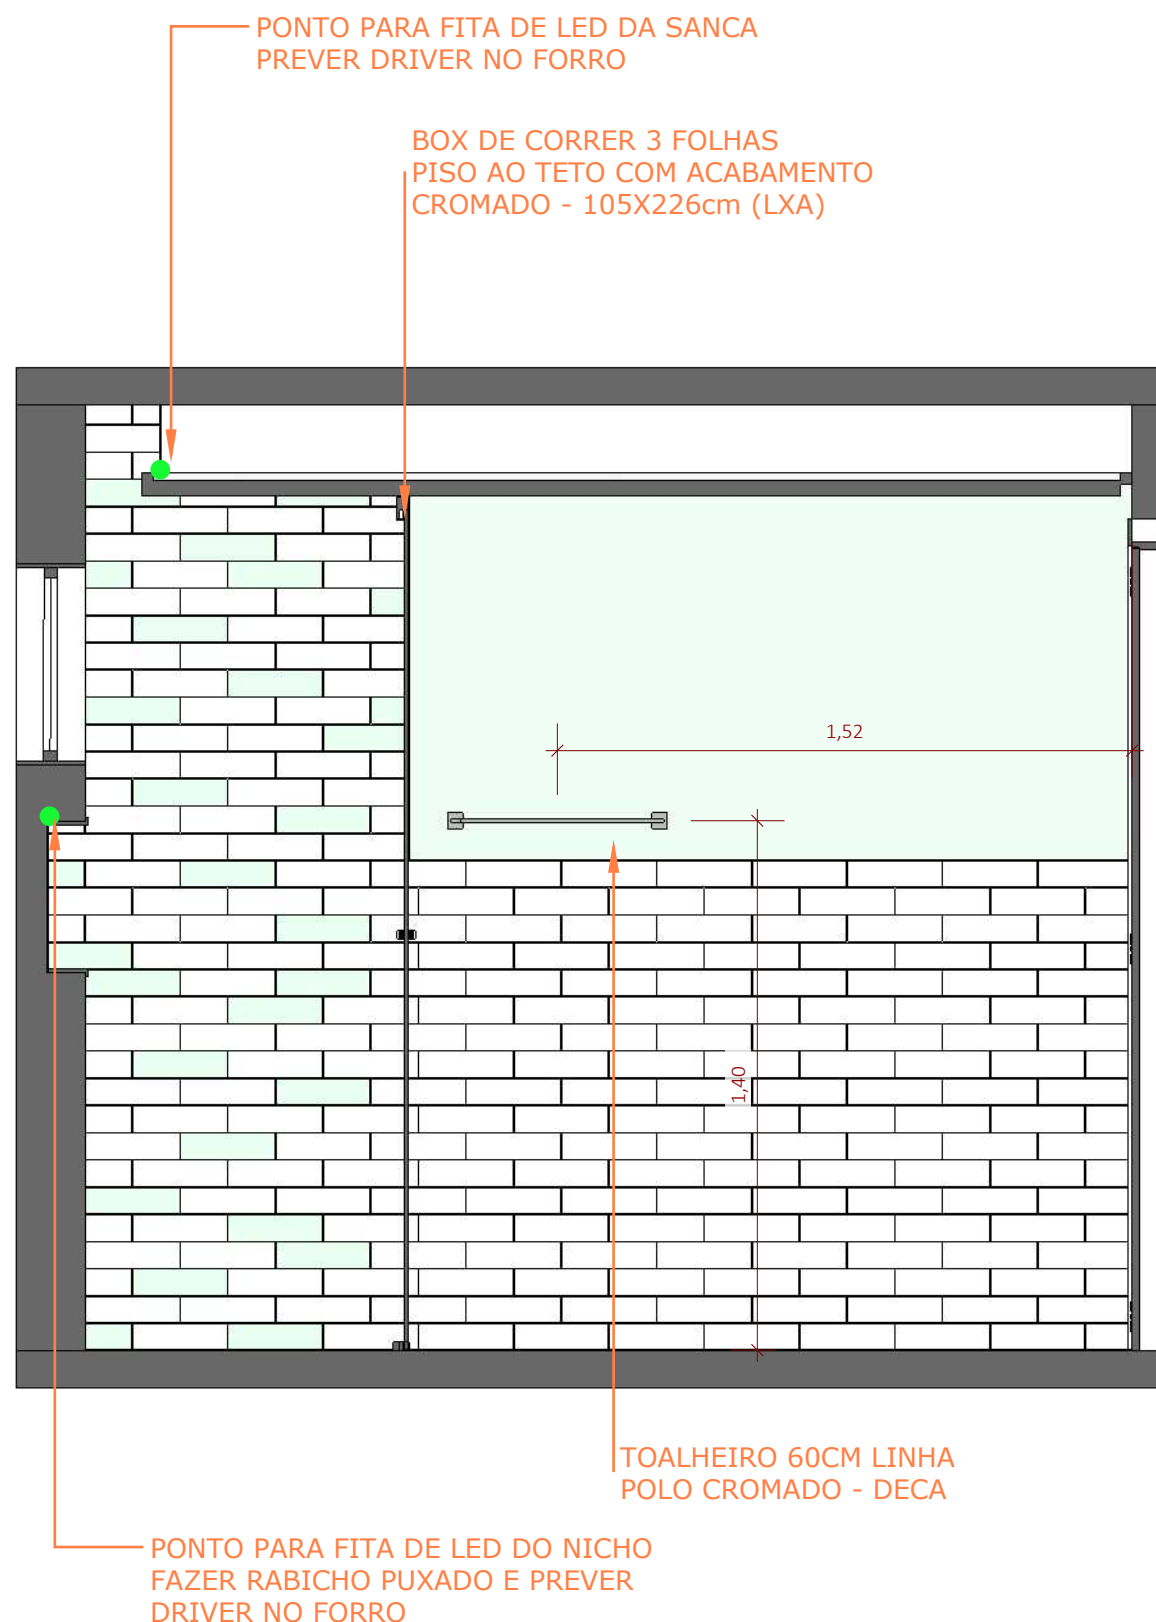 PONTO PARA FITA DE LED DA SANCA
PREVER DRIVER NO FORRO
BOX DE CORRER 3 FOLHAS
PISO AO TETO COM ACABAMENTO
CROMADO - 105X226cm (LXA)
1,52
1,40
TOALHEIRO 60CM LINHA
POLO CROMADO - DECA
PONTO PARA FITA DE LED DO NICHO
FAZER RABICHO PUXADO E PREVER
DRIVER NO FORRO